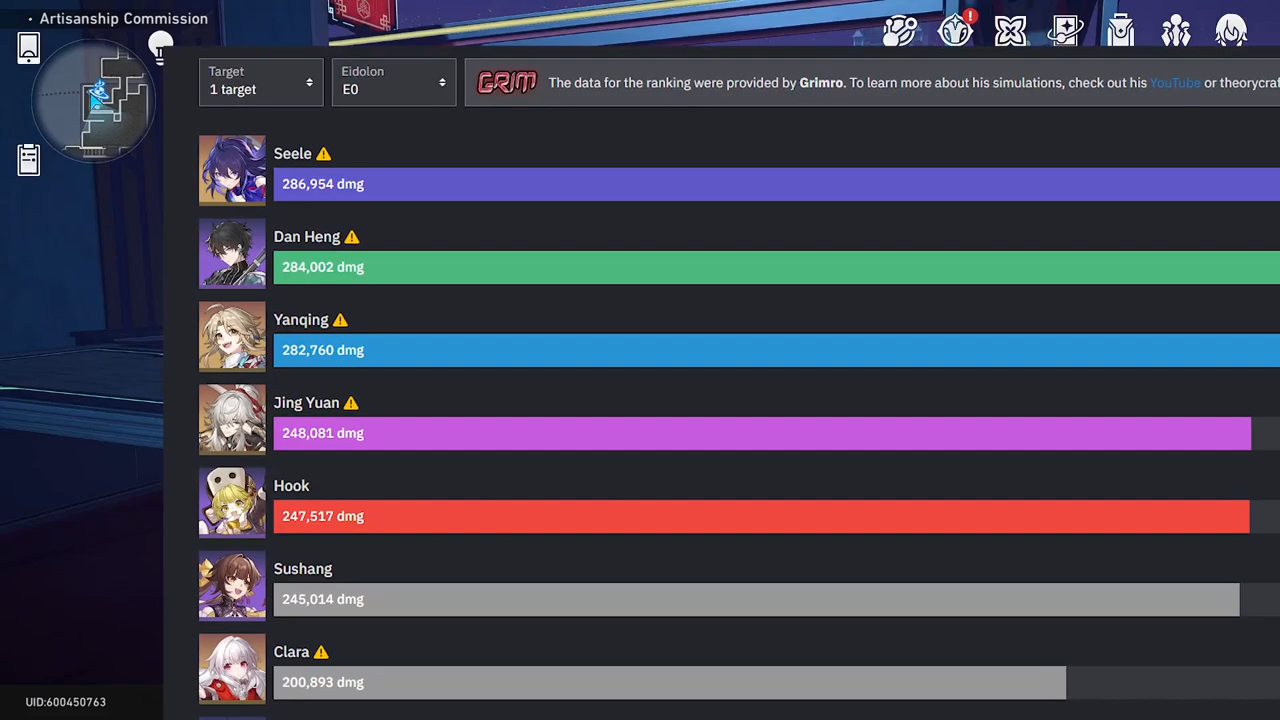 Artisanship Commission
Target
1 target
Eidolon
E0
GRIM
The data for the ranking were provided by Grimro. To learn more about his simulations, check out his YouTube or
Seele
286,954 dmg
Dan Heng
284,002 dmg
Yanqing
282,760 dmg
Jing Yuan
248,081 dmg
Hook
247,517 dmg
Sushang
245,014 dmg
Clara
200,893 dmg
UID:600450763